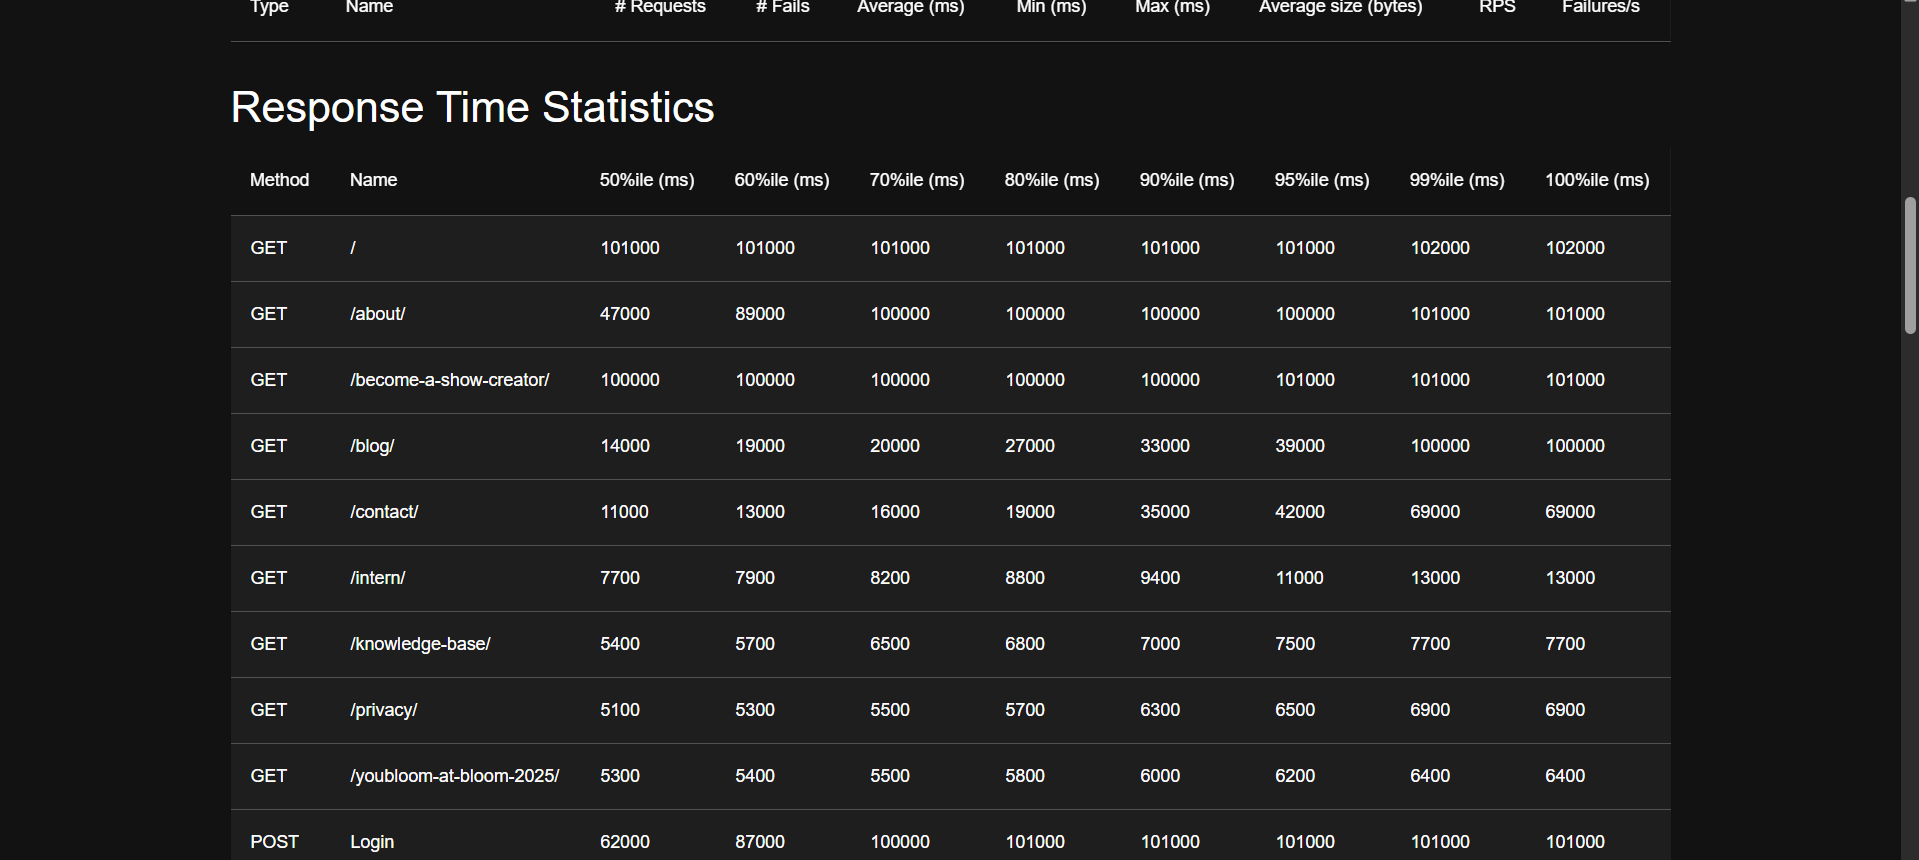 Type Name # Requests # Fails Average (ms) Min (ms) Max (ms) Average size (bytes) RPS Failures/s
Response Time Statistics
Method Name 50%ile (ms) 60%ile (ms) 70%ile (ms) 80%ile (ms) 90%ile (ms) 95%ile (ms) 99%ile (ms) 100%ile (ms)
GET / 101000 101000 101000 101000 101000 101000 102000 102000
GET /about/ 47000 89000 100000 100000 100000 100000 101000 101000
GET /become-a-show-creator/ 100000 100000 100000 100000 100000 101000 101000 101000
GET /blog/ 14000 19000 20000 27000 33000 39000 100000 100000
GET /contact/ 11000 13000 16000 19000 35000 42000 69000 69000
GET /intern/ 7700 7900 8200 8800 9400 11000 13000 13000
GET /knowledge-base/ 5400 5700 6500 6800 7000 7500 7700 7700
GET /privacy/ 5100 5300 5500 5700 6300 6500 6900 6900
GET /youbloom-at-bloom-2025/ 5300 5400 5500 5800 6000 6200 6400 6400
POST Login 62000 87000 100000 101000 101000 101000 101000 101000